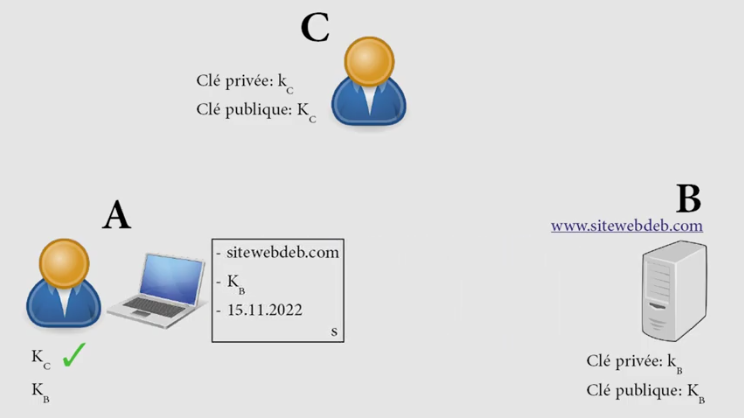 C
Clé privée: kC
Clé publique: KC
A
B
www.sitewebdeb.com
- sitewebdeb.com
- KB
- 15.11.2022
s
KC ✓
KB
Clé privée: kB
Clé publique: KB